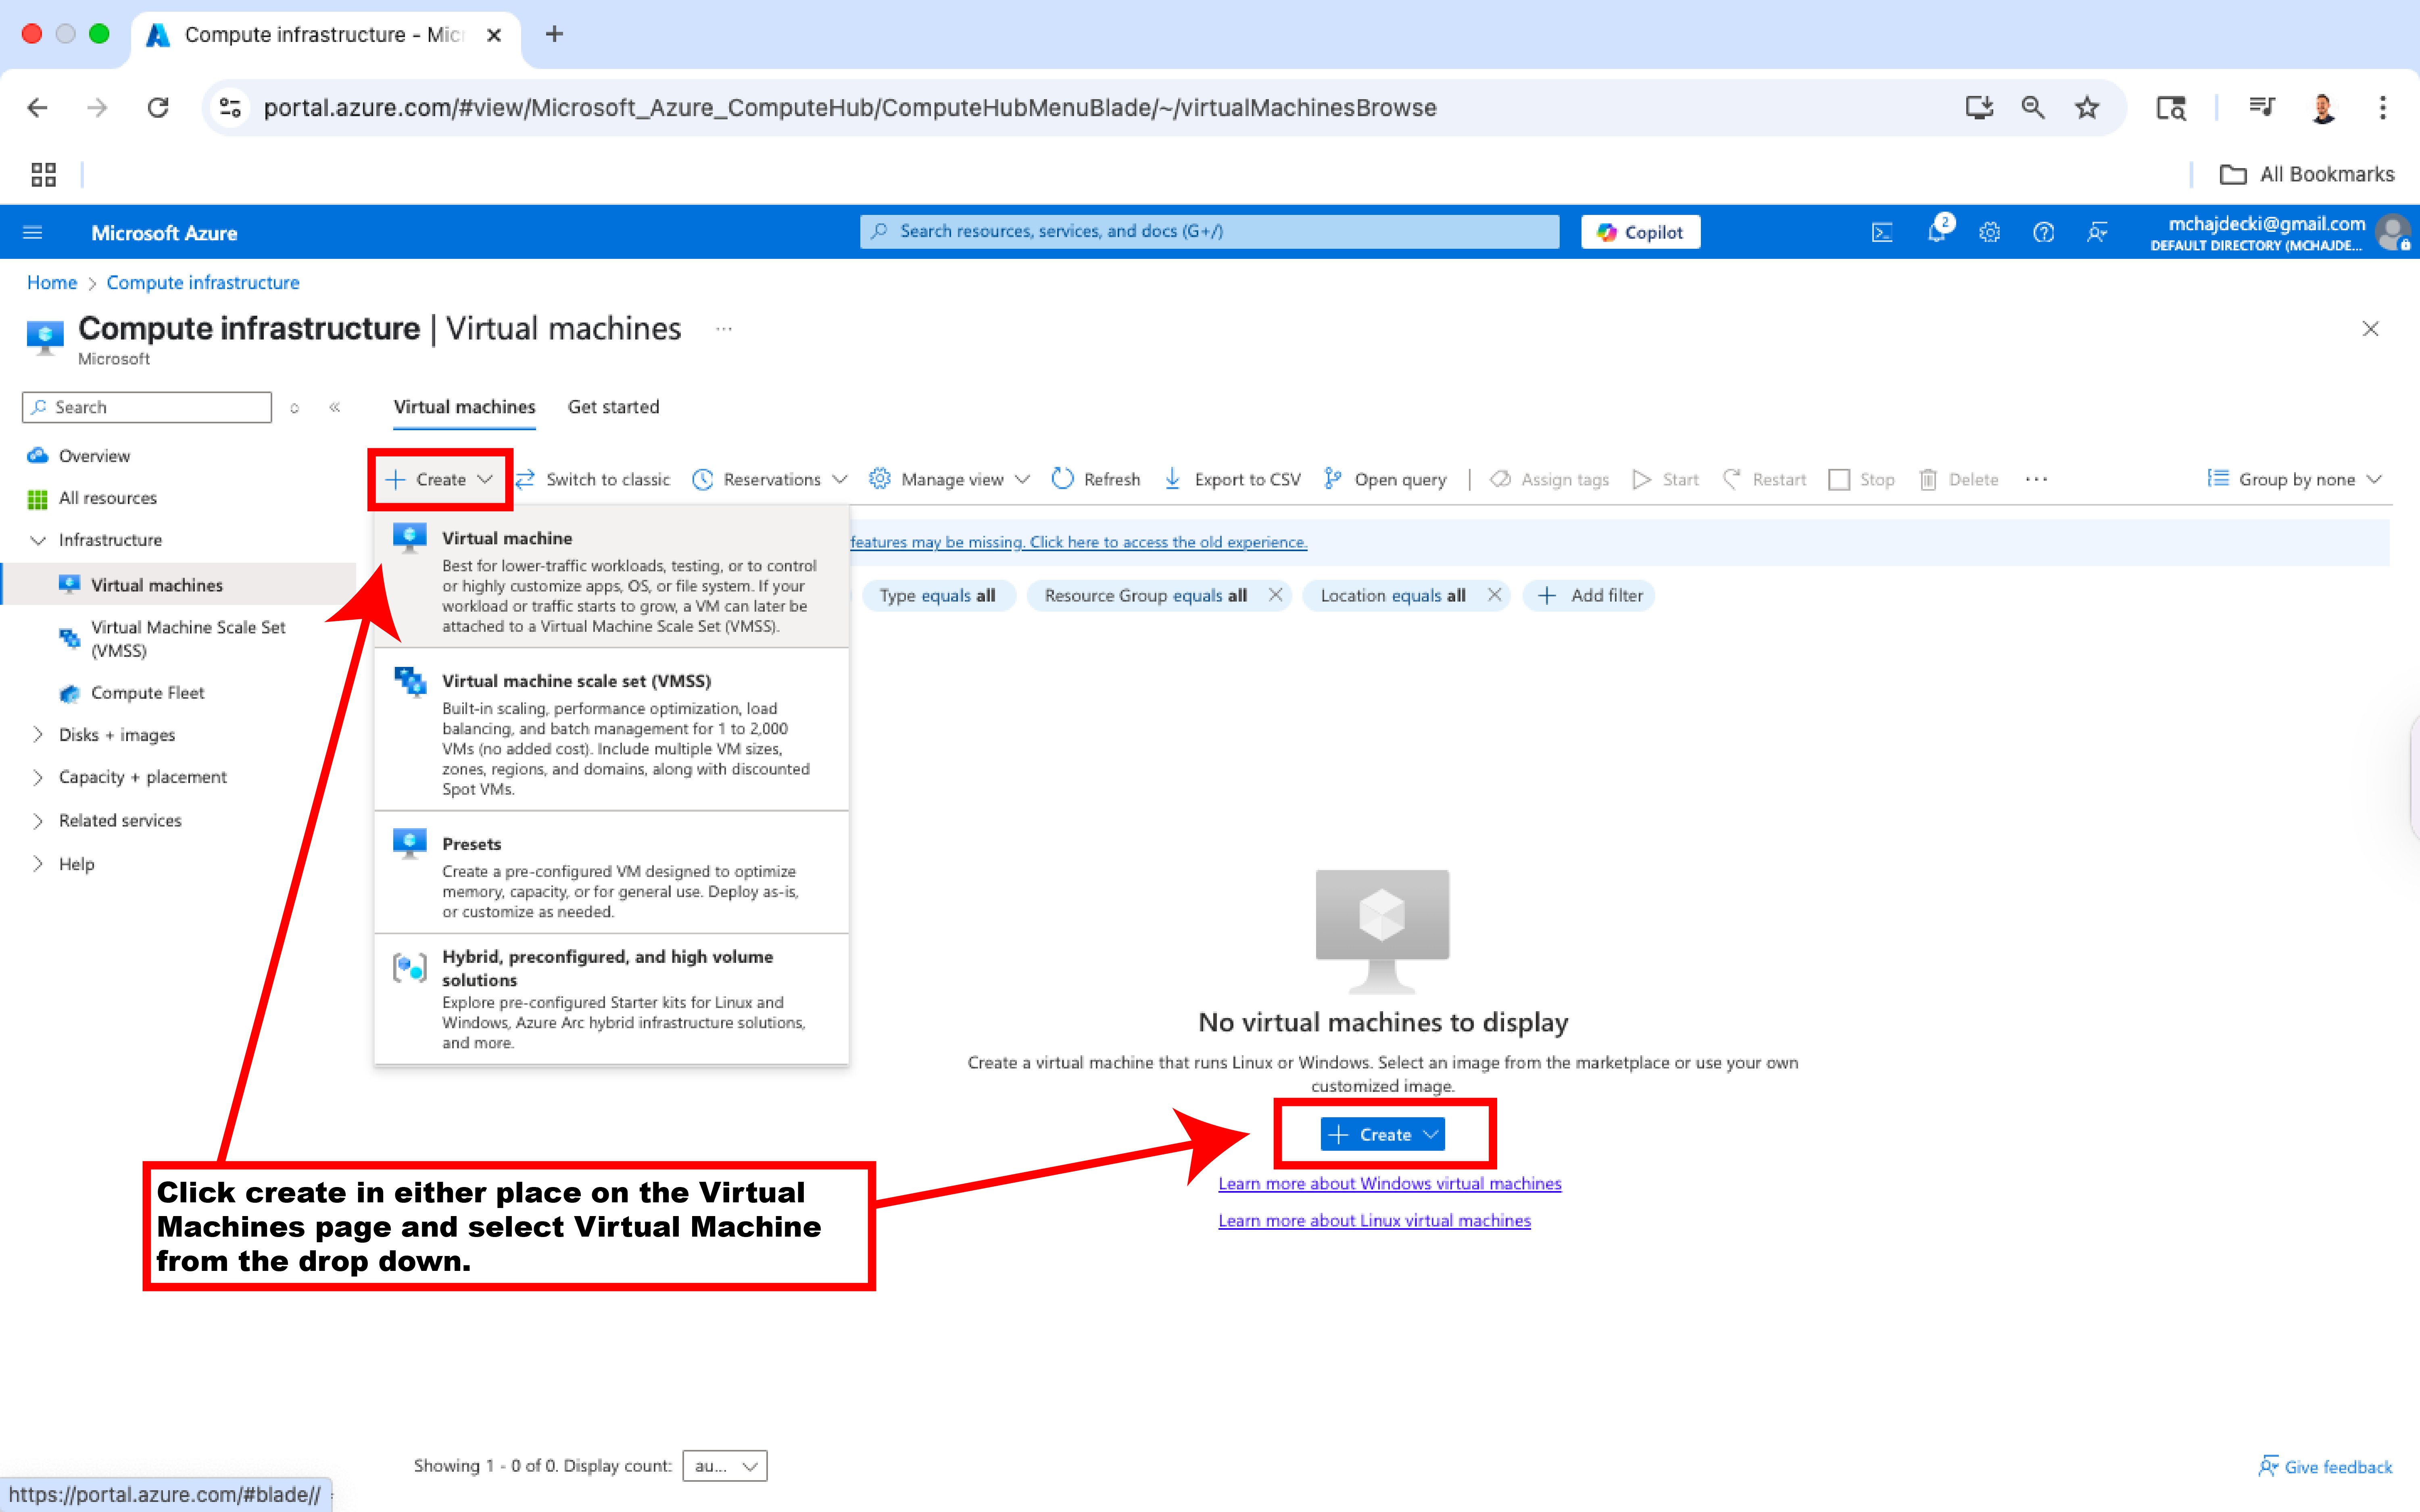 Compute infrastructure - Mic
portal.azure.com/#view/Microsoft_Azure_ComputeHub/ComputeHubMenuBlade/~/virtualMachinesBrowse
All Bookmarks
Microsoft Azure
Search resources, services, and docs (G+/)
Copilot
2
mchajdecki@gmail.com
DEFAULT DIRECTORY (MCHAJDE...
Home > Compute infrastructure
Compute infrastructure | Virtual machines ...
Microsoft
Search
Virtual machines
Get started
Overview
All resources
Infrastructure
Virtual machines
Virtual Machine Scale Set
(VMSS)
Compute Fleet
Disks + images
Capacity + placement
Related services
Help
+ Create
Switch to classic
Reservations
Manage view
Refresh
Export to CSV
Open query
Assign tags
Start
Restart
Stop
Delete
...
Group by none
features may be missing. Click here to access the old experience.
Type equals all
Resource Group equals all
Location equals all
+ Add filter
Virtual machine
Best for lower-traffic workloads, testing, or to control
or highly customize apps, OS, or file system. If your
workload or traffic starts to grow, a VM can later be
attached to a Virtual Machine Scale Set (VMSS).
Virtual machine scale set (VMSS)
Built-in scaling, performance optimization, load
balancing, and batch management for 1 to 2,000
VMs (no added cost). Include multiple VM sizes,
zones, regions, and domains, along with discounted
Spot VMs.
Presets
Create a pre-configured VM designed to optimize
memory, capacity, or for general use. Deploy as-is,
or customize as needed.
Hybrid, preconfigured, and high volume
solutions
Explore pre-configured Starter kits for Linux and
Windows, Azure Arc hybrid infrastructure solutions,
and more.
No virtual machines to display
Create a virtual machine that runs Linux or Windows. Select an image from the marketplace or use your own
customized image.
+ Create
Learn more about Windows virtual machines
Learn more about Linux virtual machines
Click create in either place on the Virtual
Machines page and select Virtual Machine
from the drop down.
Showing 1 - 0 of 0. Display count:
au...
Give feedback
https://portal.azure.com/#blade//